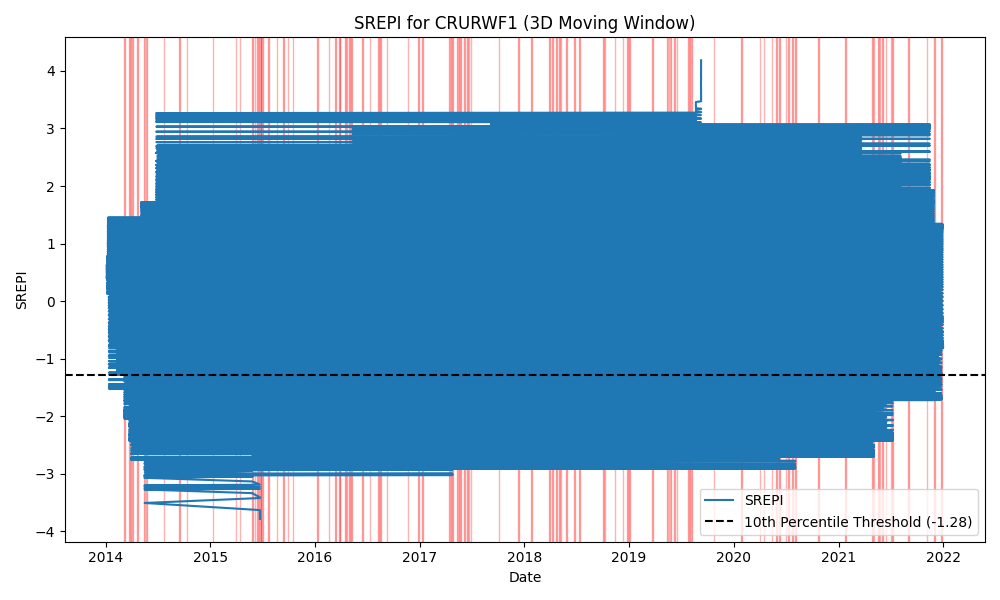 SREPI for CRURWF1 (3D Moving Window)
4
3
2
1
0
−1
−2
−3
−4
SREPI
2014 2015 2016 2017 2018 2019 2020 2021 2022
Date
SREPI
10th Percentile Threshold (-1.28)